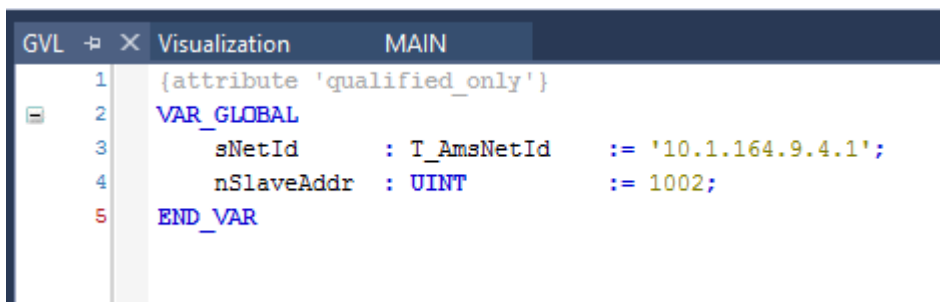 GVL Visualization MAIN
1 {attribute 'qualified_only'}
2 VAR_GLOBAL
3 sNetId : T_AmsNetId := '10.1.164.9.4.1';
4 nSlaveAddr : UINT := 1002;
5 END_VAR